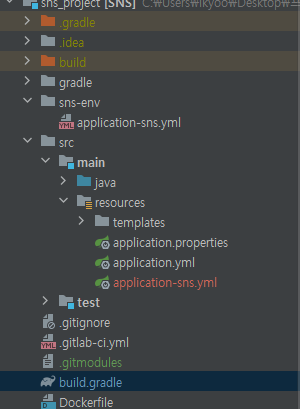 sns_project [SNS] C:\Users\lkyoo\Desktop\
.gradle
.idea
build
gradle
sns-env
application-sns.yml
src
main
java
resources
templates
application.properties
application.yml
application-sns.yml
test
.gitignore
.gitlab-ci.yml
.gitmodules
build.gradle
Dockerfile